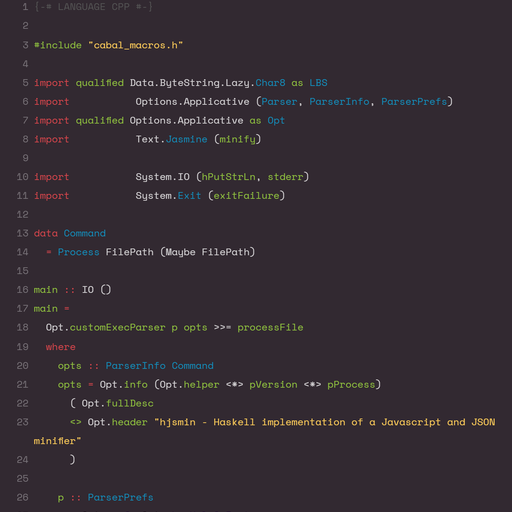 1 {-# LANGUAGE CPP #-}
2
3 #include "cabal_macros.h"
4
5 import qualified Data.ByteString.Lazy.Char8 as LBS
6 import           Options.Applicative (Parser, ParserInfo, ParserPrefs)
7 import qualified Options.Applicative as Opt
8 import           Text.Jasmine (minify)
9
10 import           System.IO (hPutStrLn, stderr)
11 import           System.Exit (exitFailure)
12
13 data Command
14   = Process FilePath (Maybe FilePath)
15
16 main :: IO ()
17 main =
18   Opt.customExecParser p opts >>= processFile
19   where
20     opts :: ParserInfo Command
21     opts = Opt.info (Opt.helper <*> pVersion <*> pProcess)
22       ( Opt.fullDesc
23       <> Opt.header "hjsmin - Haskell implementation of a Javascript and JSON
minifier"
24       )
25
26     p :: ParserPrefs